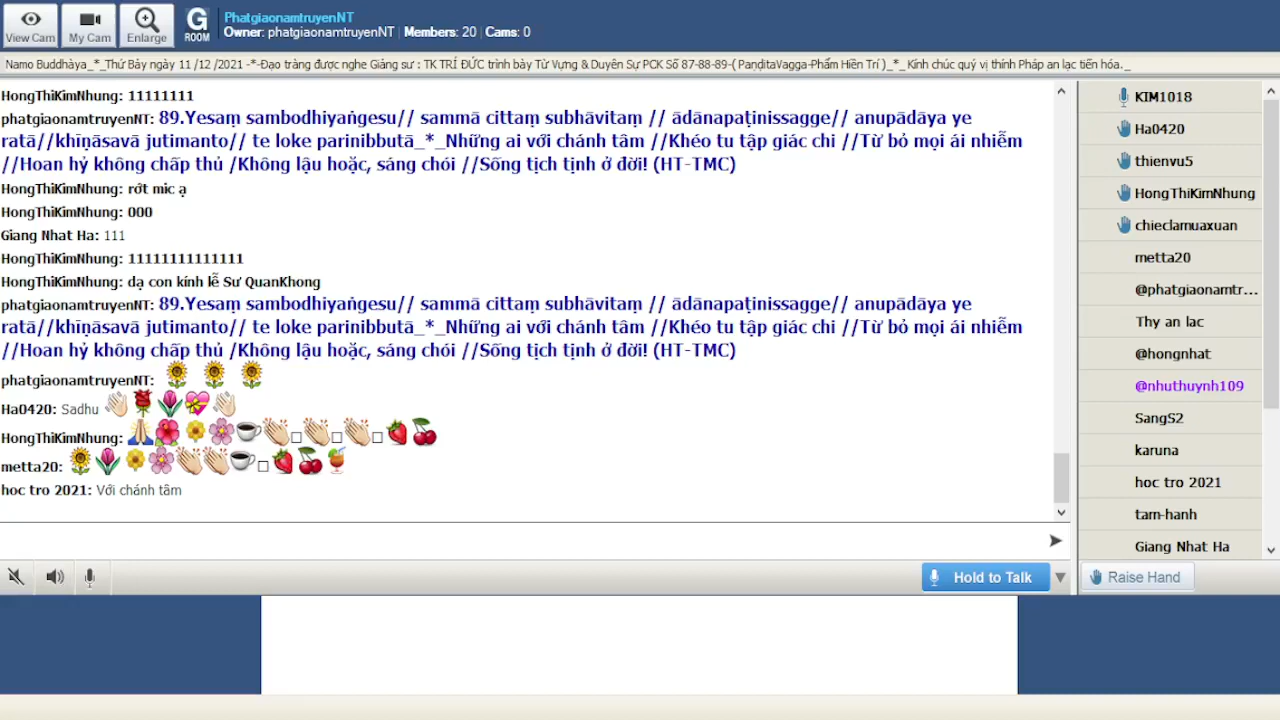 View Cam
My Cam
Enlarge
G
ROOM
PhatgiaonamtruyenNT
Owner: phatgiaonamtruyenNT | Members: 20 | Cams: 0
Namo Buddhàya_*_Thứ Bảy ngày 11 /12 /2021 -*-Đạo tràng được nghe Giảng sư : TK TRÍ ĐỨC trình bày Từ Vựng & Duyên Sự PCK Số 87-88-89-( PaṇḍitaVagga-Phẩm Hiền Trí )_*_ Kính chúc quý vị thính Pháp an lạc tiến hóa._
HongThiKimNhung: 11111111
phatgiaonamtruyenNT: 89.Yesaṃ sambodhiyaṅgesu// sammā cittaṃ subhāvitaṃ // ādānapaṭinissagge// anupādāya ye
ratā//khīṇāsavā jutimanto// te loke parinibbutā_*_Những ai với chánh tâm //Khéo tu tập giác chi //Từ bỏ mọi ái nhiễm
//Hoan hỷ không chấp thủ /Không lậu hoặc, sáng chói //Sống tịch tịnh ở đời! (HT-TMC)
HongThiKimNhung: rớt mic ạ
HongThiKimNhung: 000
Giang Nhat Ha: 111
HongThiKimNhung: 11111111111111
HongThiKimNhung: dạ con kính lễ Sư QuanKhong
phatgiaonamtruyenNT: 89.Yesaṃ sambodhiyaṅgesu// sammā cittaṃ subhāvitaṃ // ādānapaṭinissagge// anupādāya ye
ratā//khīṇāsavā jutimanto// te loke parinibbutā_*_Những ai với chánh tâm //Khéo tu tập giác chi //Từ bỏ mọi ái nhiễm
//Hoan hỷ không chấp thủ /Không lậu hoặc, sáng chói //Sống tịch tịnh ở đời! (HT-TMC)
phatgiaonamtruyenNT:
Ha0420: Sadhu
HongThiKimNhung:
metta20:
hoc tro 2021: Với chánh tâm
Hold to Talk
KIM1018
Ha0420
thienvu5
HongThiKimNhung
chieclamuaxuan
metta20
@phatgiaonamtr...
Thy an lac
@hongnhat
@nhuthuynh109
SangS2
karuna
hoc tro 2021
tam-hanh
Giang Nhat Ha
Raise Hand